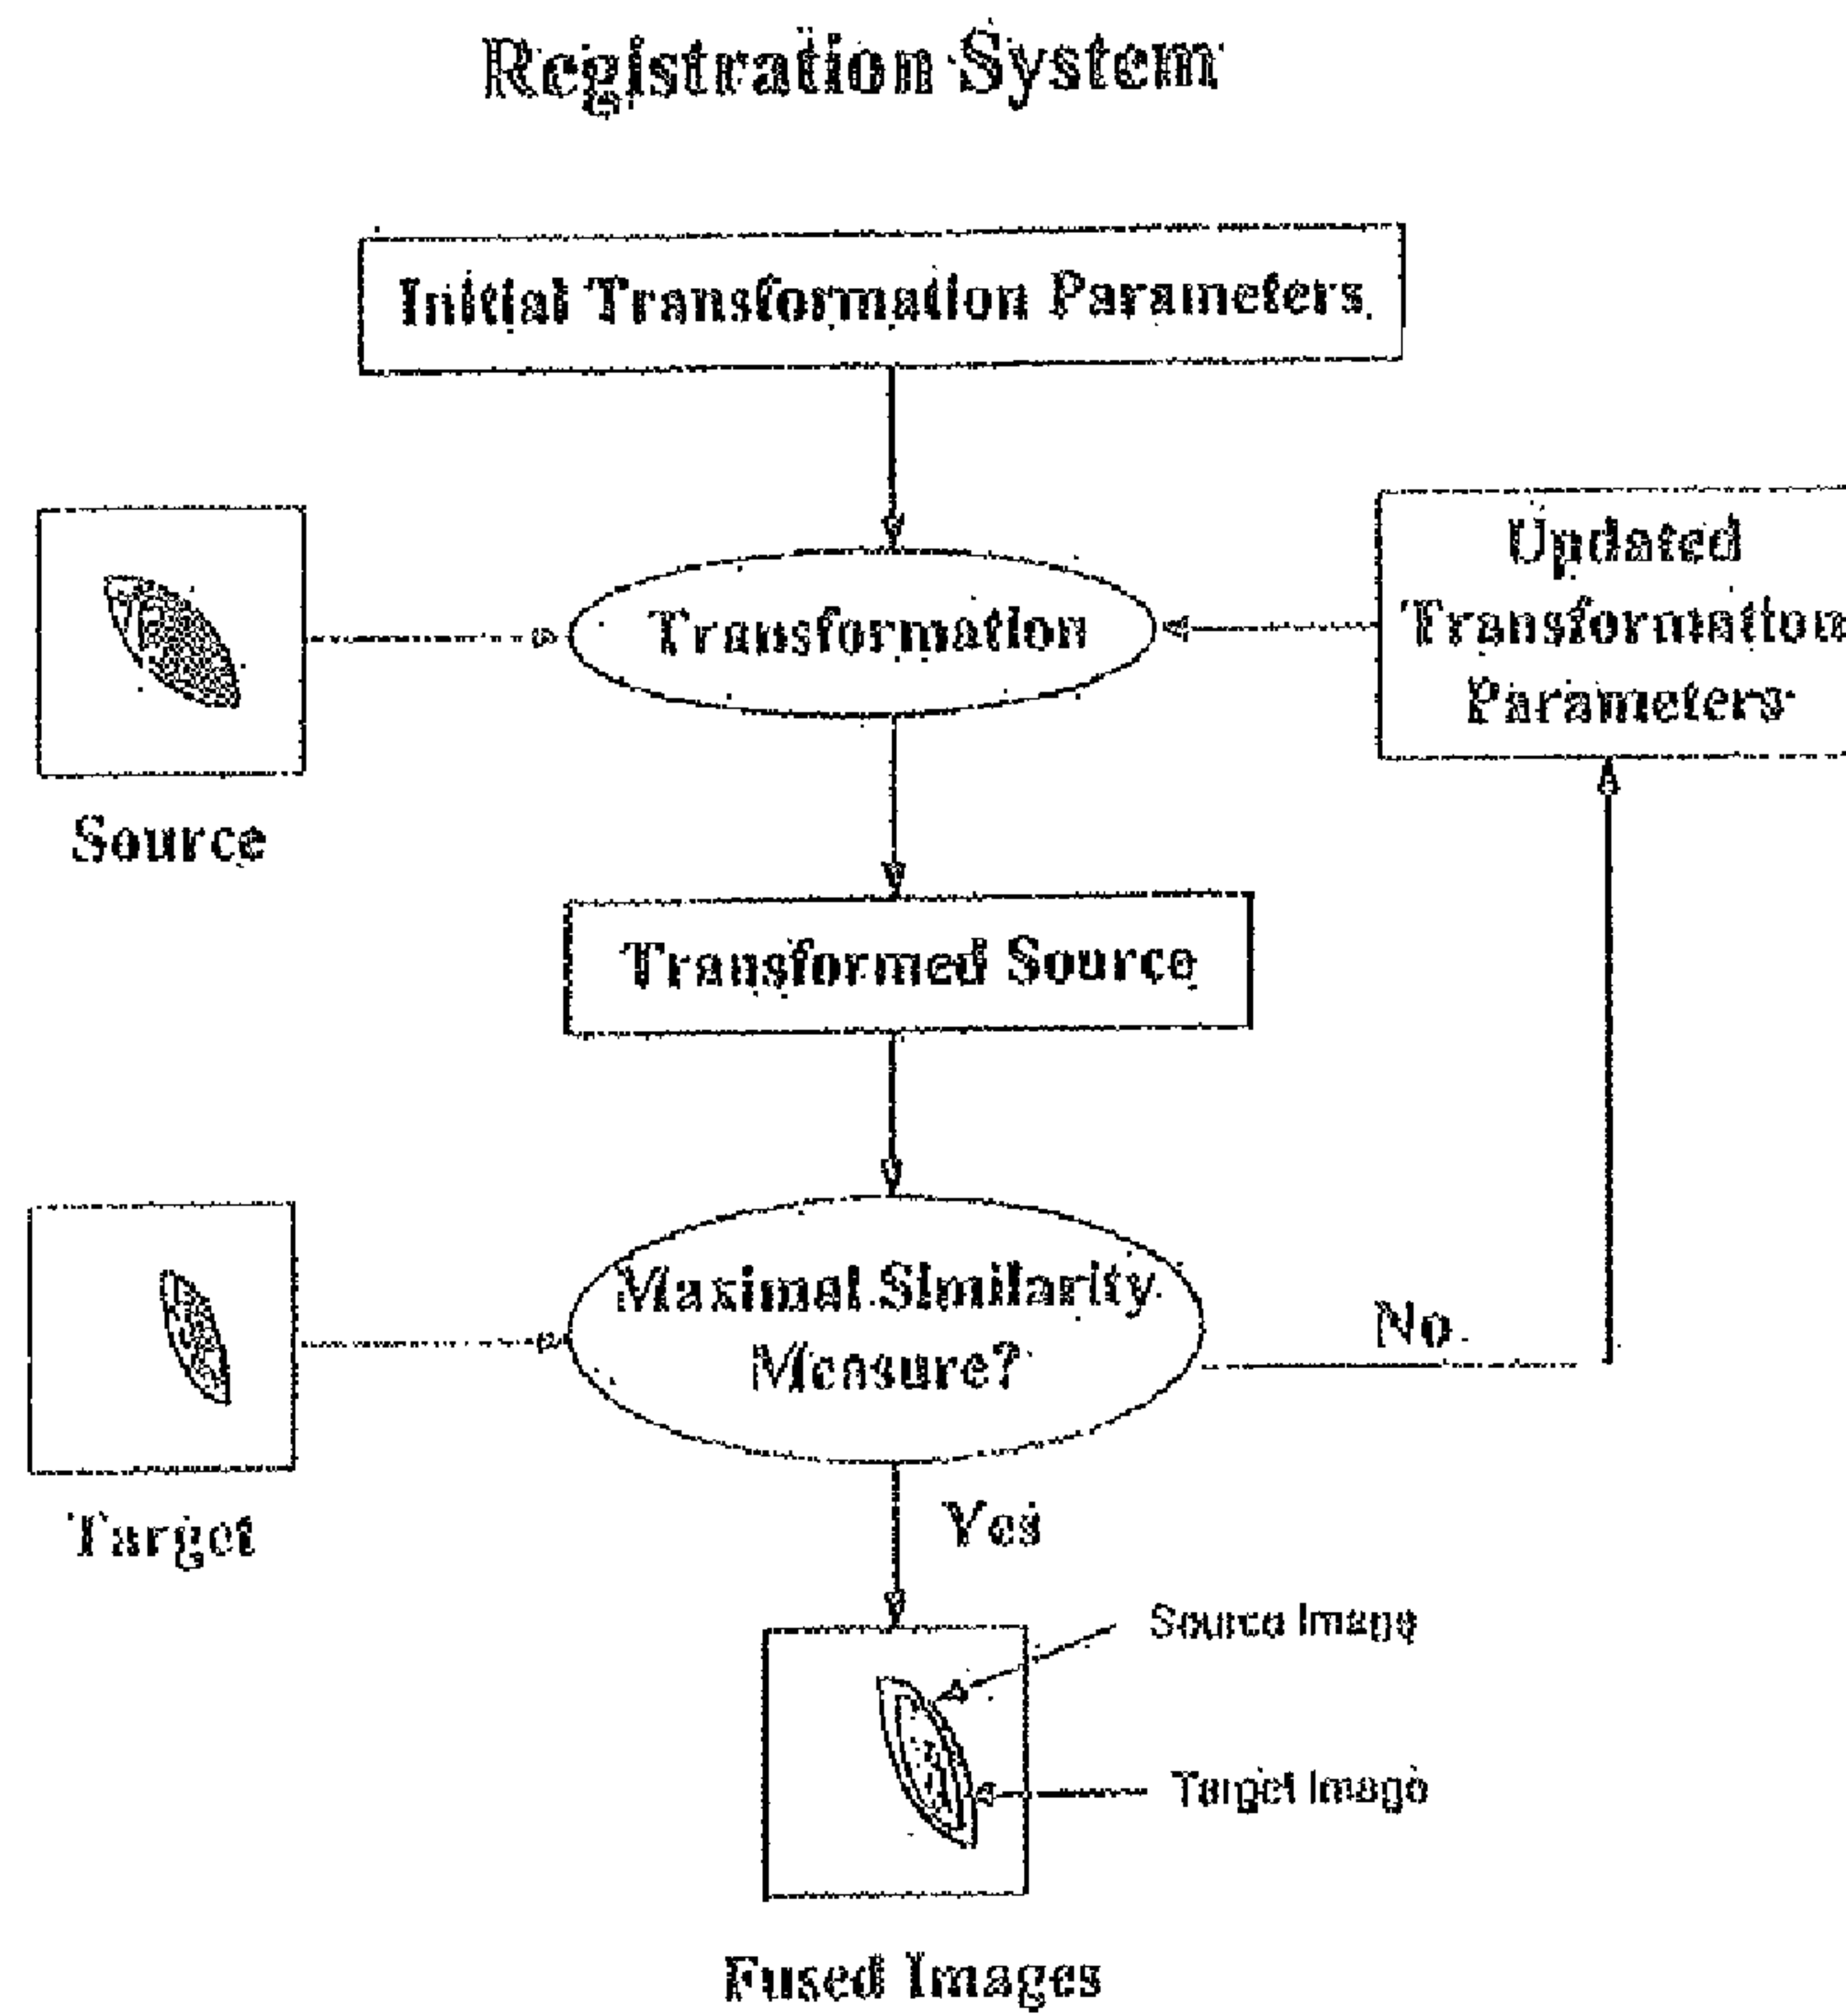 Registration System
Initial Transformation Parameters
Updated
Transformation
Parameters
Transformation
Source
Transformed Source
Maximal Similarity
Measure?
No
Target
Yes
Source Image
Target Image
Fused Images